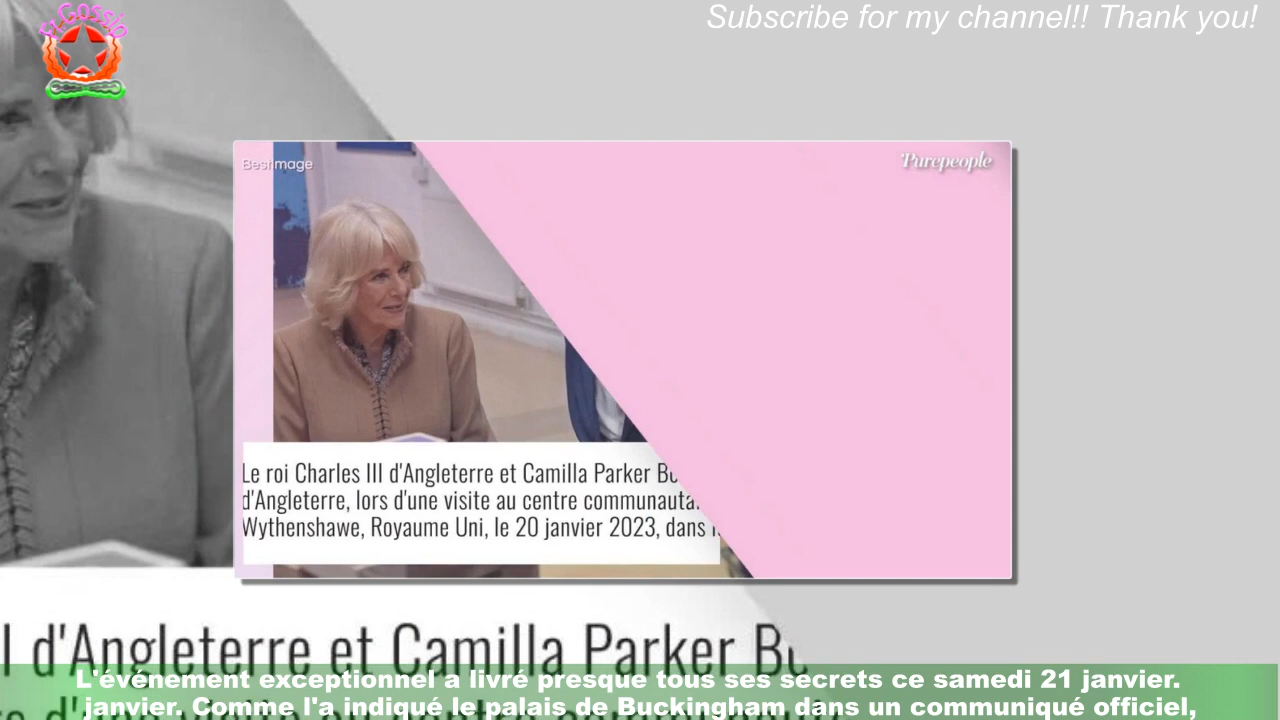 El Gossip
Subscribe for my channel!! Thank you!
Bestimage
Purepeople
Le roi Charles III d'Angleterre et Camilla Parker Bo
d'Angleterre, lors d'une visite au centre communauta
Wythenshawe, Royaume Uni, le 20 janvier 2023, dans
l d'Angleterre et Camilla Parker Bo
L'événement exceptionnel a livré presque tous ses secrets ce samedi 21 janvier.
janvier. Comme l'a indiqué le palais de Buckingham dans un communiqué officiel,